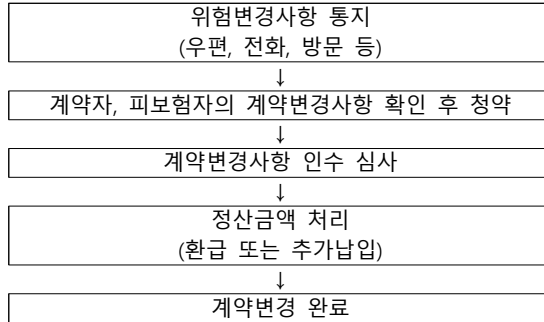 위험변경사항 통지
(우편, 전화, 방문 등)
↓
계약자, 피보험자의 계약변경사항 확인 후 청약
↓
계약변경사항 인수 심사
↓
정산금액 처리
(환급 또는 추가납입)
↓
계약변경 완료